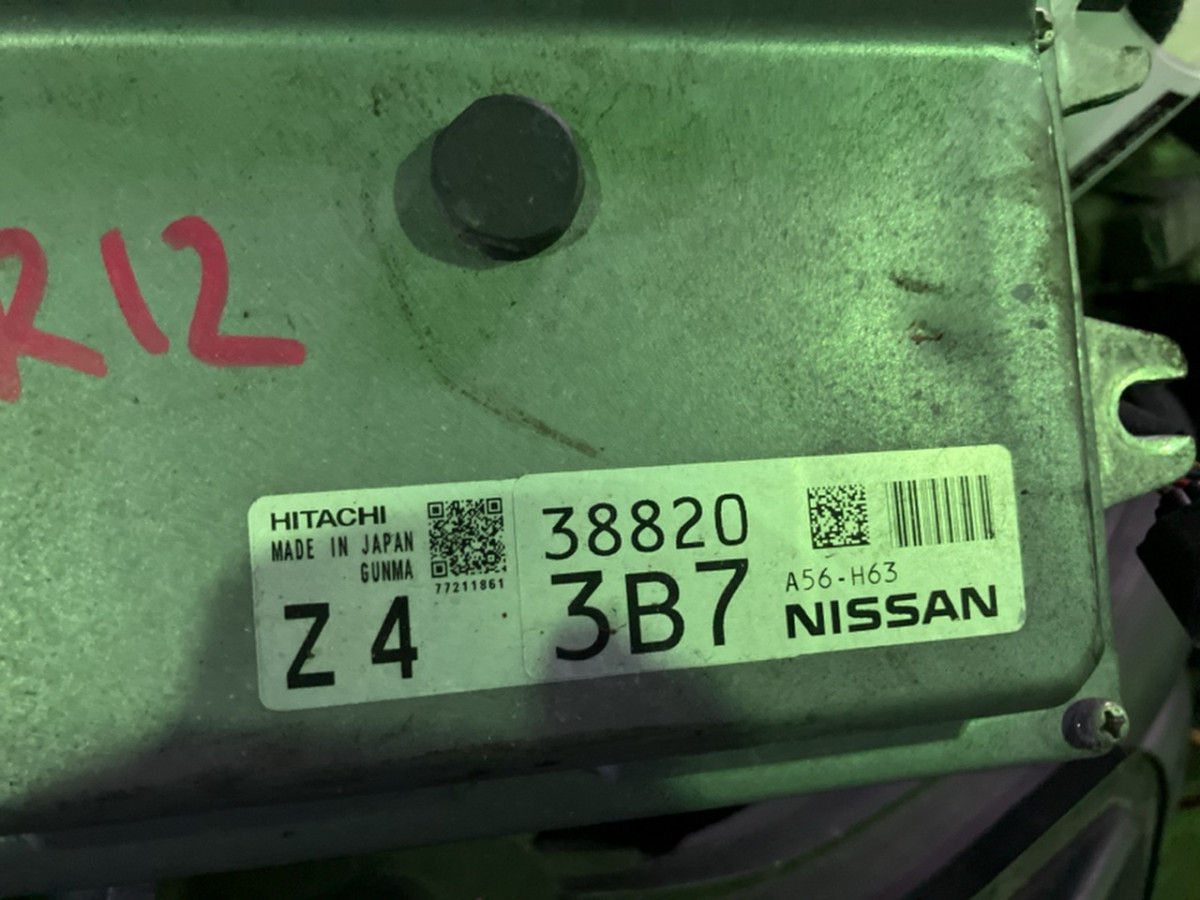 R12
HITACHI
MADE IN JAPAN
GUNMA
77211861
Z4
38820
3B7
A56-H63
NISSAN